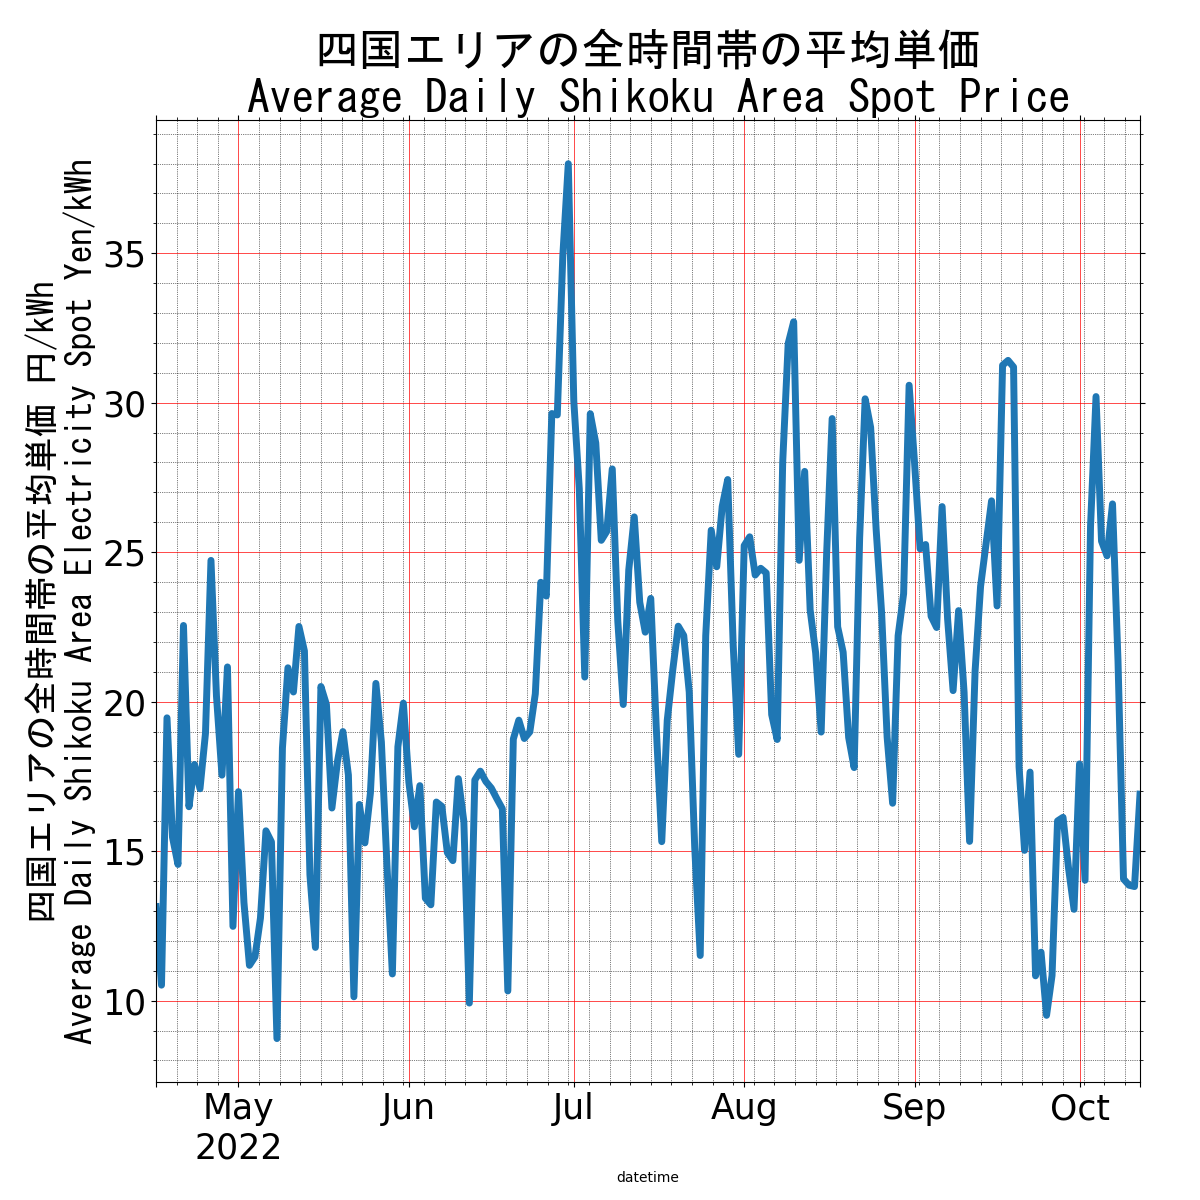 四国エリアの全時間帯の平均単価
Average Daily Shikoku Area Spot Price
四国エリアの全時間帯の平均単価 円/kWh
Average Daily Shikoku Area Electricity Spot Yen/kWh
35
30
25
20
15
10
May
2022
Jun
Jul
Aug
Sep
Oct
datetime